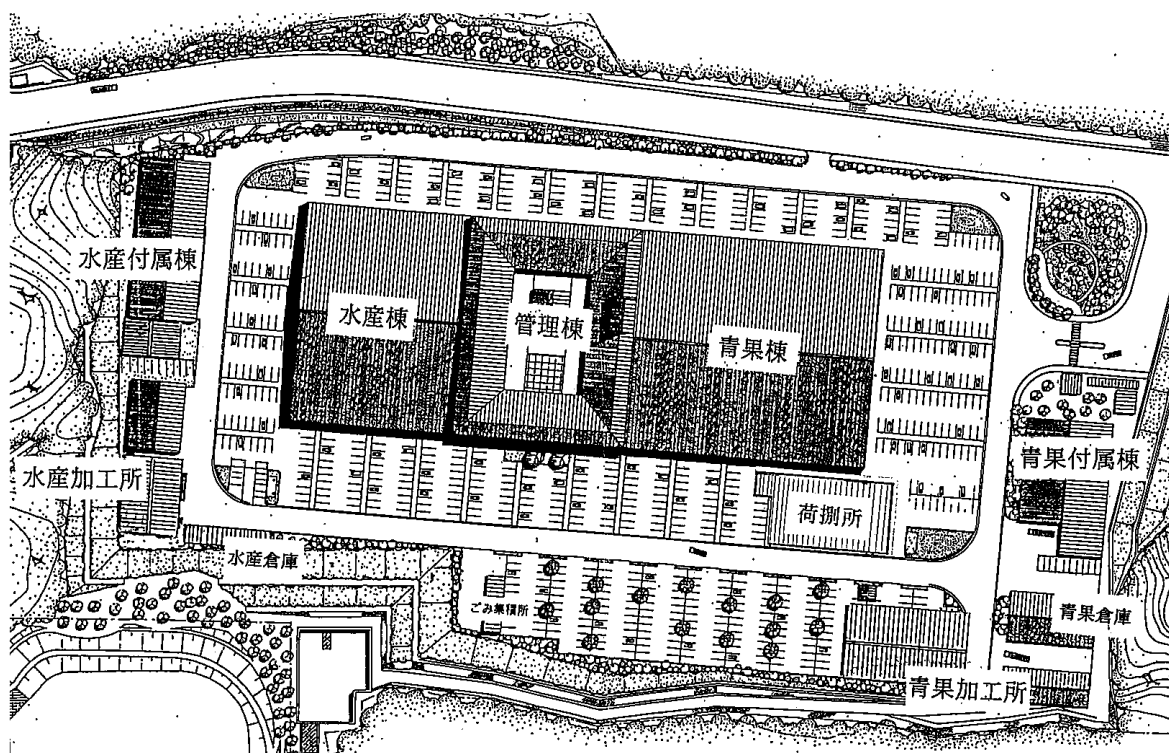 水産付属棟
水産棟
管理棟
青果棟
水産加工所
青果付属棟
荷捌所
水産倉庫
ごみ集積所
青果倉庫
青果加工所